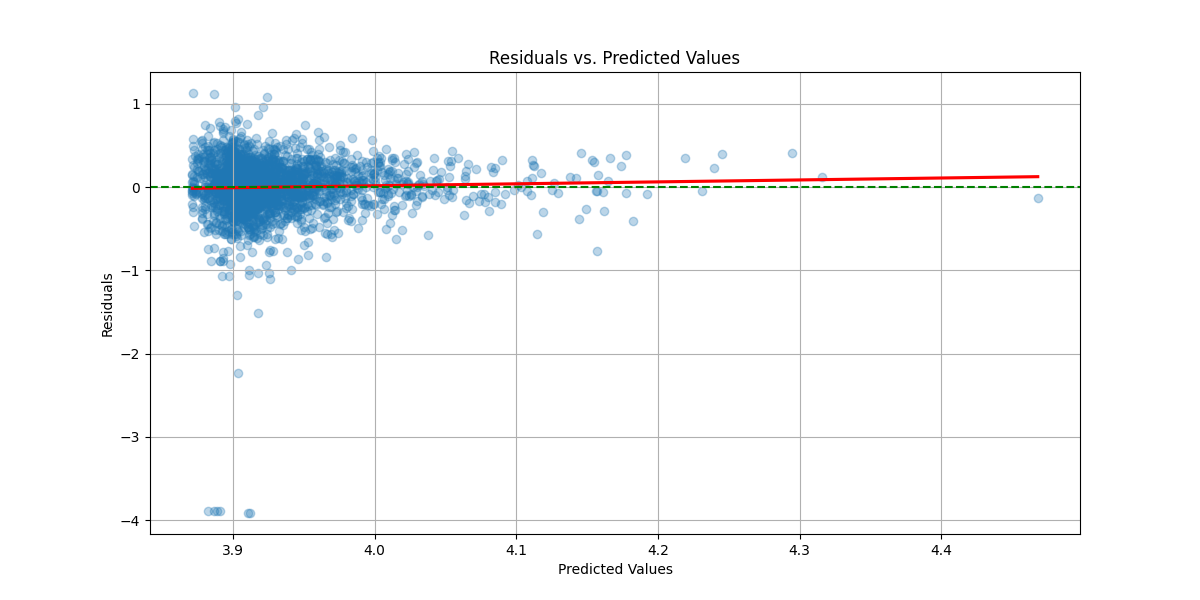 Residuals vs. Predicted Values
Residuals
1
0
−1
−2
−3
−4
3.9 4.0 4.1 4.2 4.3 4.4
Predicted Values